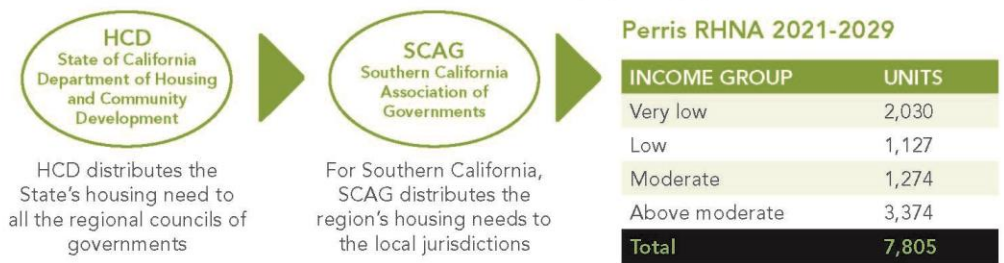 HCD
State of California
Department of Housing
and Community
Development
HCD distributes the
State's housing need to
all the regional councils of
governments
SCAG
Southern California
Association of
Governments
For Southern California,
SCAG distributes the
region's housing needs to
the local jurisdictions
Perris RHNA 2021-2029
INCOME GROUP UNITS
Very low 2,030
Low 1,127
Moderate 1,274
Above moderate 3,374
Total 7,805